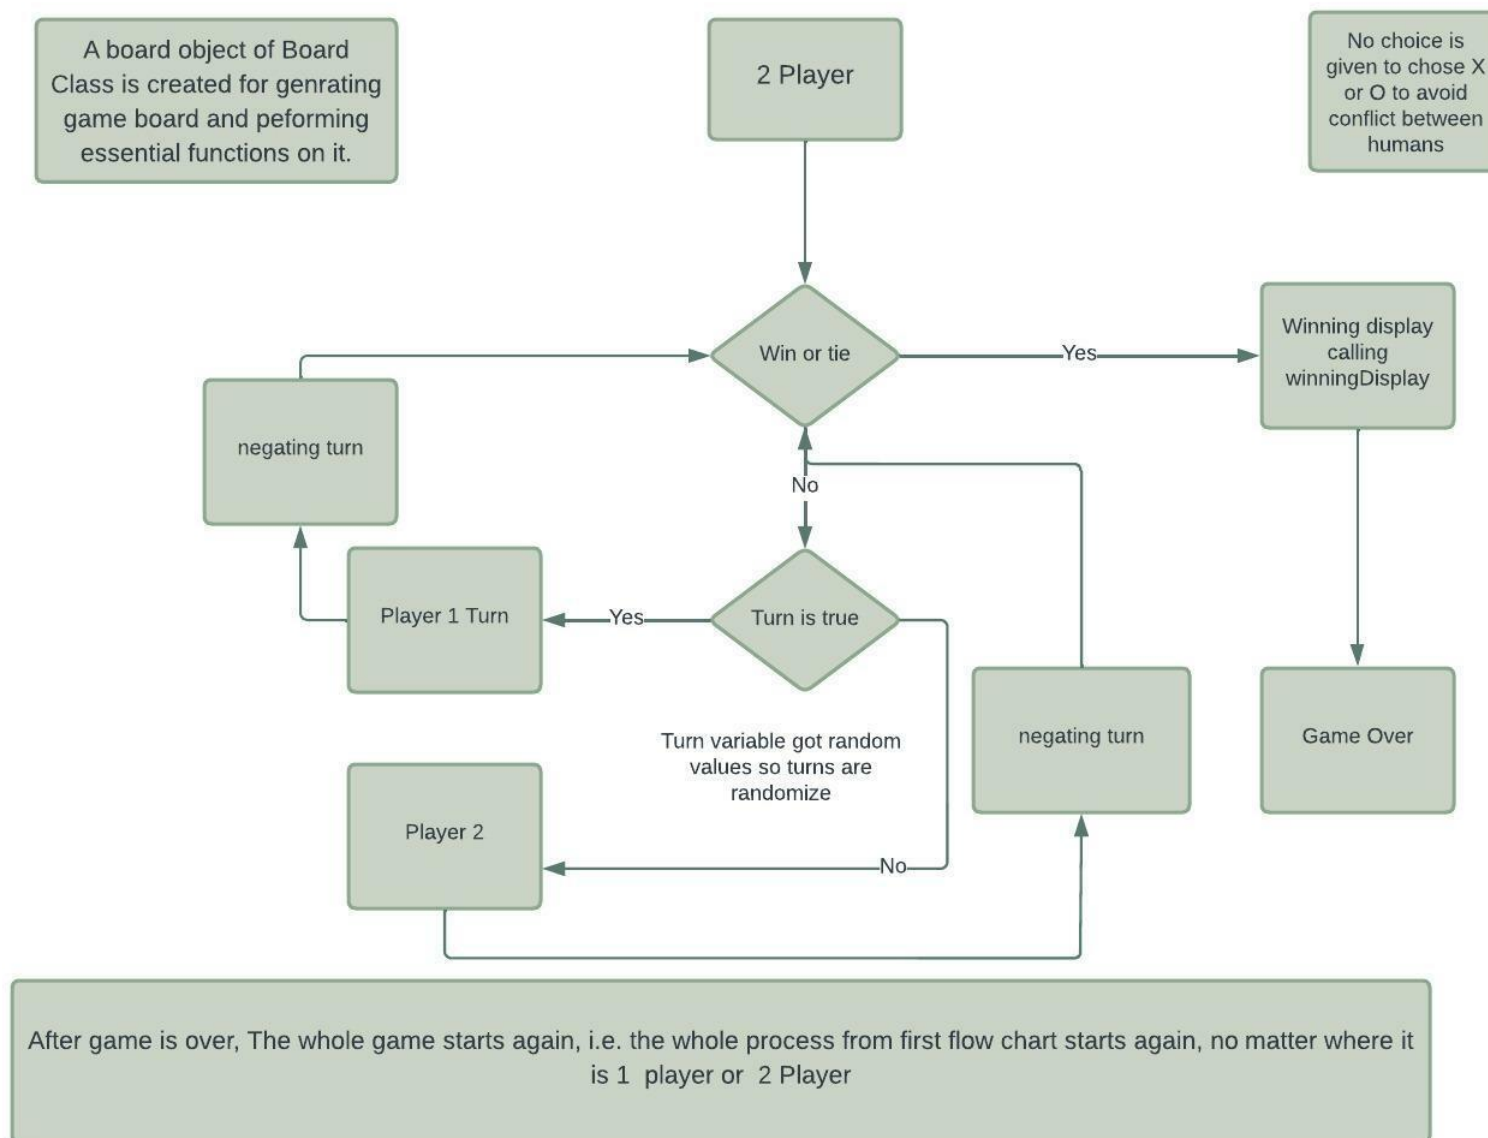 A board object of Board
Class is created for genrating
game board and peforming
essential functions on it.
2 Player
No choice is
given to chose X
or O to avoid
conflict between
humans
Win or tie
Yes
Winning display
calling
winningDisplay
negating turn
No
Player 1 Turn
Yes
Turn is true
Turn variable got random
values so turns are
randomize
negating turn
Game Over
Player 2
No
After game is over, The whole game starts again, i.e. the whole process from first flow chart starts again, no matter where it
is 1 player or 2 Player